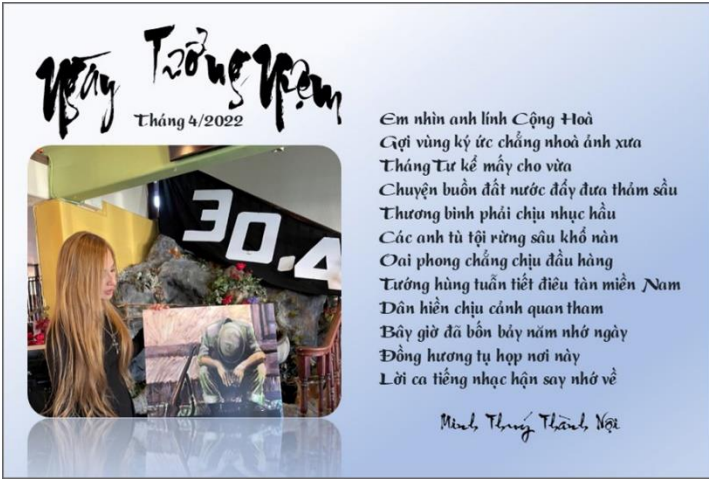 Ngày Tưởng Niệm
Tháng 4/2022
30.4
Em nhìn anh lính Cộng Hoà
Gợi vùng ký ức chẳng nhoà ảnh xưa
Tháng Tư kể mấy cho vừa
Chuyện buồn đất nước đẩy đưa thảm sầu
Thương binh phải chịu nhục hầu
Các anh tù tội rừng sâu khổ nàn
Oai phong chẳng chịu đầu hàng
Tướng hùng tuẫn tiết điêu tàn miền Nam
Dân hiền chịu cảnh quan tham
Bây giờ đã bốn bảy năm nhớ ngày
Đồng hương tụ họp nơi này
Lời ca tiếng nhạc hận say nhớ về
Minh Thuý Thành Nội